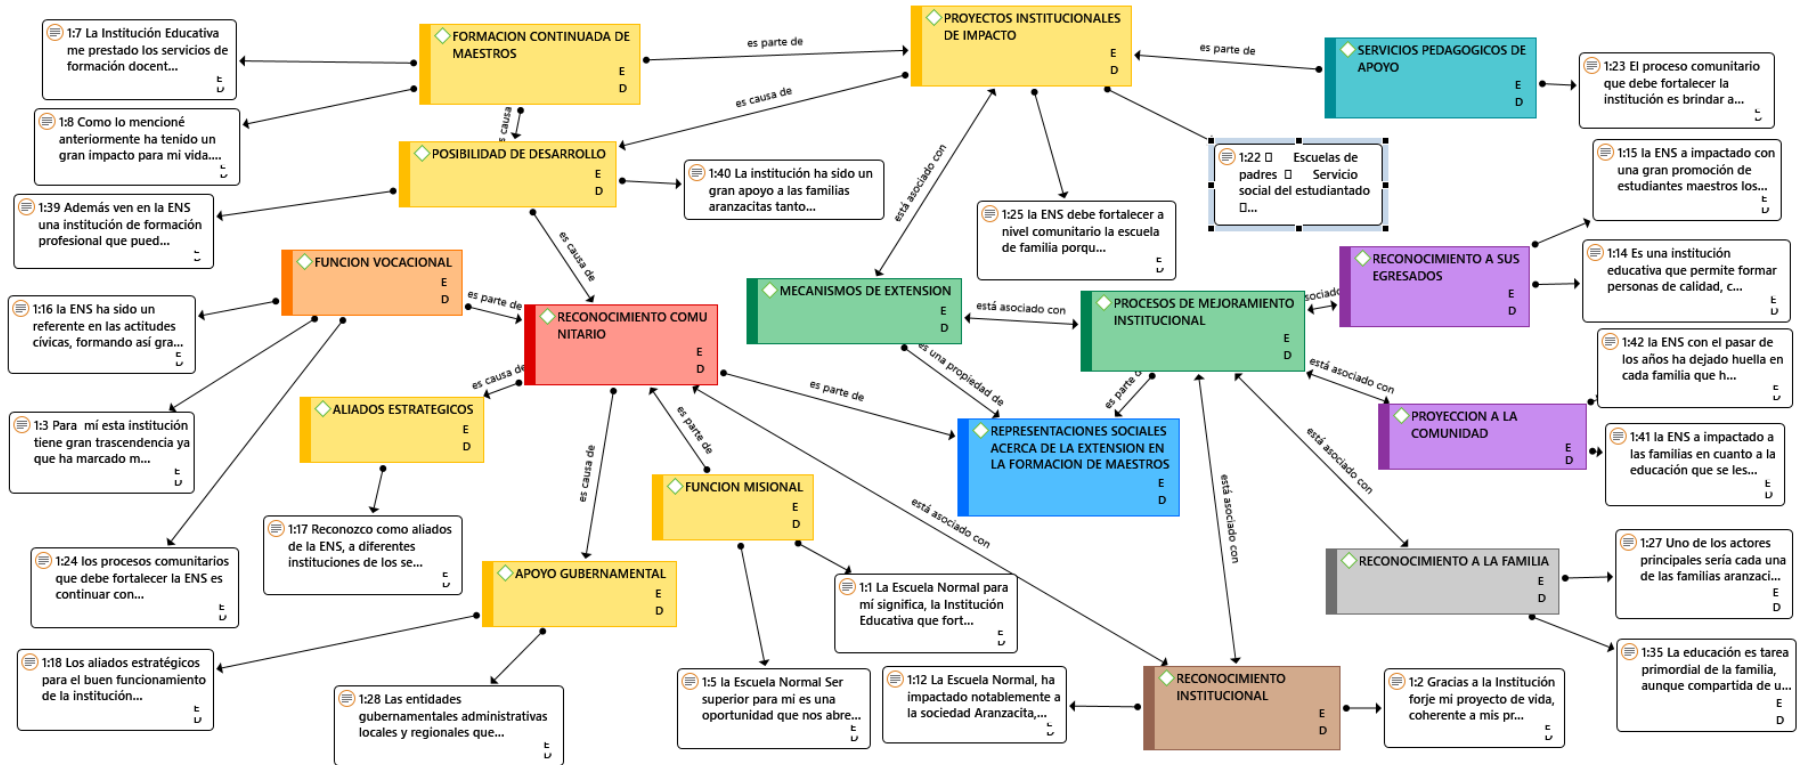 1:7 La Institución Educativa
me prestado los servicios de
formación docent...
E
D
FORMACION CONTINUADA DE
MAESTROS
E
D
es parte de
PROYECTOS INSTITUCIONALES
DE IMPACTO
E
D
es parte de
SERVICIOS PEDAGOGICOS DE
APOYO
E
D
1:23 El proceso comunitario
que debe fortalecer la
institución es brindar a...
1:8 Como lo mencioné
anteriormente ha tenido un
gran impacto para mi vida....
es causa de
POSIBILIDAD DE DESARROLLO
E
D
1:40 La institución ha sido un
gran apoyo a las familias
aranzacitas tanto...
está asociado con
1:22 Escuelas de
padres Servicio
social del estudiantado
...
1:15 la ENS a impactado con
una gran promoción de
estudiantes maestros los...
1:39 Además ven en la ENS
una institución de formación
profesional que pued...
es causa de
1:25 la ENS debe fortalecer a
nivel comunitario la escuela
de familia porqu...
FUNCION VOCACIONAL
E
D
es parte de
RECONOCIMIENTO A SUS
EGRESADOS
E
D
1:14 Es una institución
educativa que permite formar
personas de calidad, c...
MECANISMOS DE EXTENSION
E
D
está asociado con
PROCESOS DE MEJORAMIENTO
INSTITUCIONAL
E
D
1:16 la ENS ha sido un
referente en las actitudes
cívicas, formando así gra...
RECONOCIMIENTO COMU
NITARIO
E
D
1:42 la ENS con el pasar de
los años ha dejado huella en
cada familia que h...
es causa de
es parte de
es una propiedad de
es parte
está asociado con
ALIADOS ESTRATEGICOS
E
D
PROYECCION A LA
COMUNIDAD
E
D
1:3 Para mí esta institución
tiene gran trascendencia ya
que ha marcado m...
REPRESENTACIONES SOCIALES
ACERCA DE LA EXTENSION EN
LA FORMACION DE MAESTROS
E
D
1:41 la ENS a impactado a
las familias en cuanto a la
educación que se les...
es causa de
es parte de
está asociado con
FUNCION MISIONAL
E
D
está asociado con
está asociado con
1:17 Reconozco como aliados
de la ENS, a diferentes
instituciones de los se...
1:24 los procesos comunitarios
que debe fortalecer la ENS es
continuar con...
APOYO GUBERNAMENTAL
E
D
1:1 La Escuela Normal para
mí significa, la Institución
Educativa que fort...
RECONOCIMIENTO A LA FAMILIA
E
D
1:27 Uno de los actores
principales sería cada una
de las familias aranzaci...
E
D
1:18 Los aliados estratégicos
para el buen funcionamiento
de la institución...
1:28 Las entidades
gubernamentales administrativas
locales y regionales que...
1:5 la Escuela Normal Ser
superior para mi es una
oportunidad que nos abre...
1:12 La Escuela Normal, ha
impactado notablemente a
la sociedad Aranzacita,...
RECONOCIMIENTO
INSTITUCIONAL
E
D
1:2 Gracias a la Institución
forje mi proyecto de vida,
coherente a mis pr...
1:35 La educación es tarea
primordial de la familia,
aunque compartida de u...
E
D